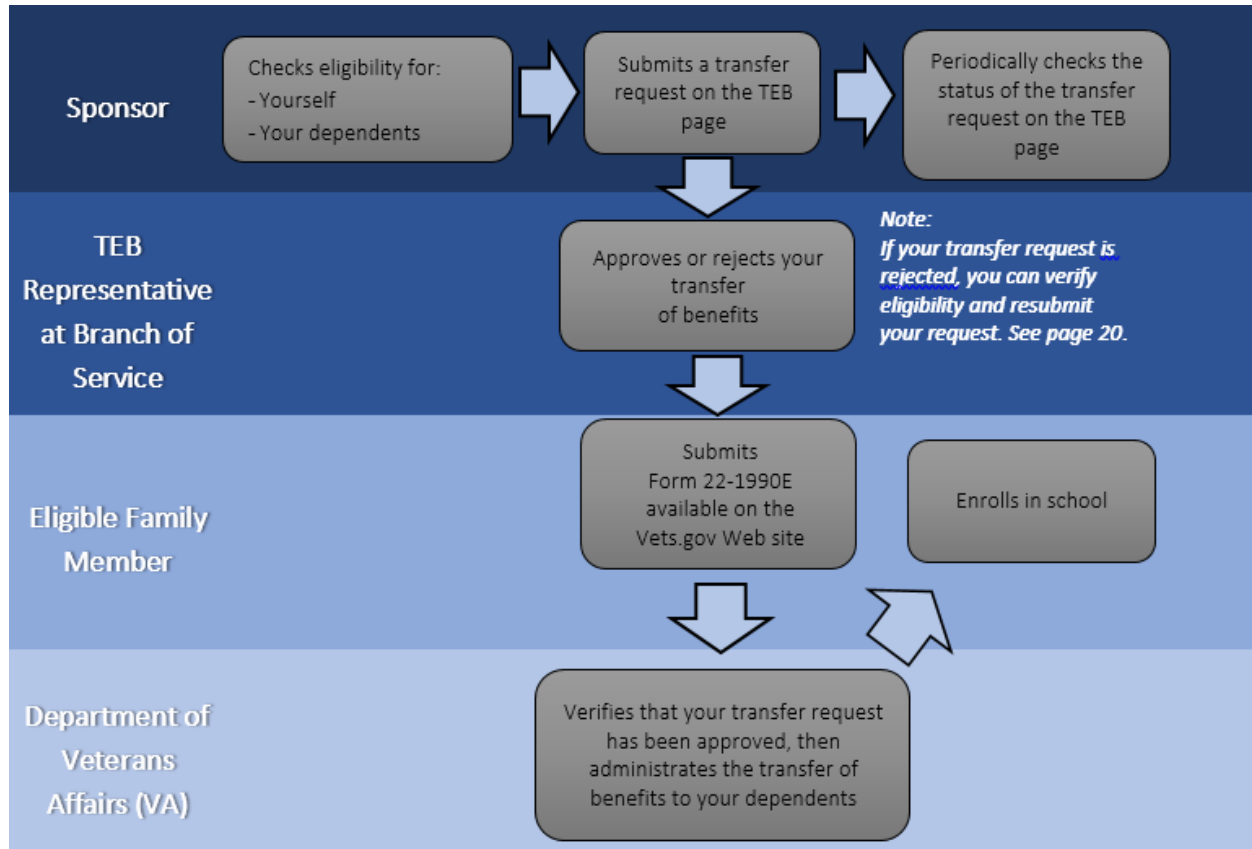 Sponsor
Checks eligibility for:
- Yourself
- Your dependents
Submits a transfer
request on the TEB
page
Periodically checks the
status of the transfer
request on the TEB
page
TEB
Representative
at Branch of
Service
Approves or rejects your
transfer
of benefits
Note:
If your transfer request is
rejected, you can verify
eligibility and resubmit
your request. See page 20.
Eligible Family
Member
Submits
Form 22-1990E
available on the
Vets.gov Web site
Enrolls in school
Department of
Veterans
Affairs (VA)
Verifies that your transfer request
has been approved, then
administrates the transfer of
benefits to your dependents